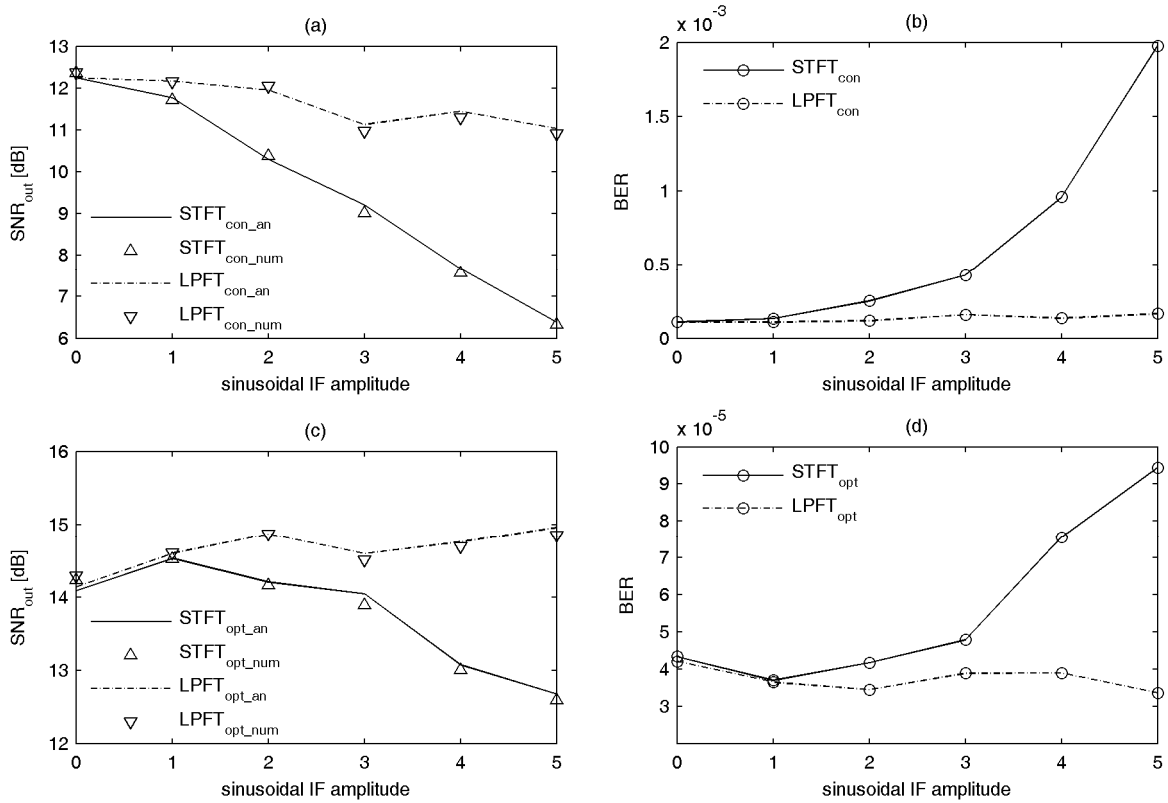 (a)
13
12
11
10
9
8
7
6
SNRout [dB]
STFTcon_an
STFTcon_num
LPFTcon_an
LPFTcon_num
0 1 2 3 4 5
sinusoidal IF amplitude
(b)
x 10-3
2
1.5
1
0.5
0
BER
STFTcon
LPFTcon
0 1 2 3 4 5
sinusoidal IF amplitude
(c)
16
15
14
13
12
SNRout [dB]
STFTopt_an
STFTopt_num
LPFTopt_an
LPFTopt_num
0 1 2 3 4 5
sinusoidal IF amplitude
(d)
x 10-5
10
9
8
7
6
5
4
3
BER
STFTopt
LPFTopt
0 1 2 3 4 5
sinusoidal IF amplitude